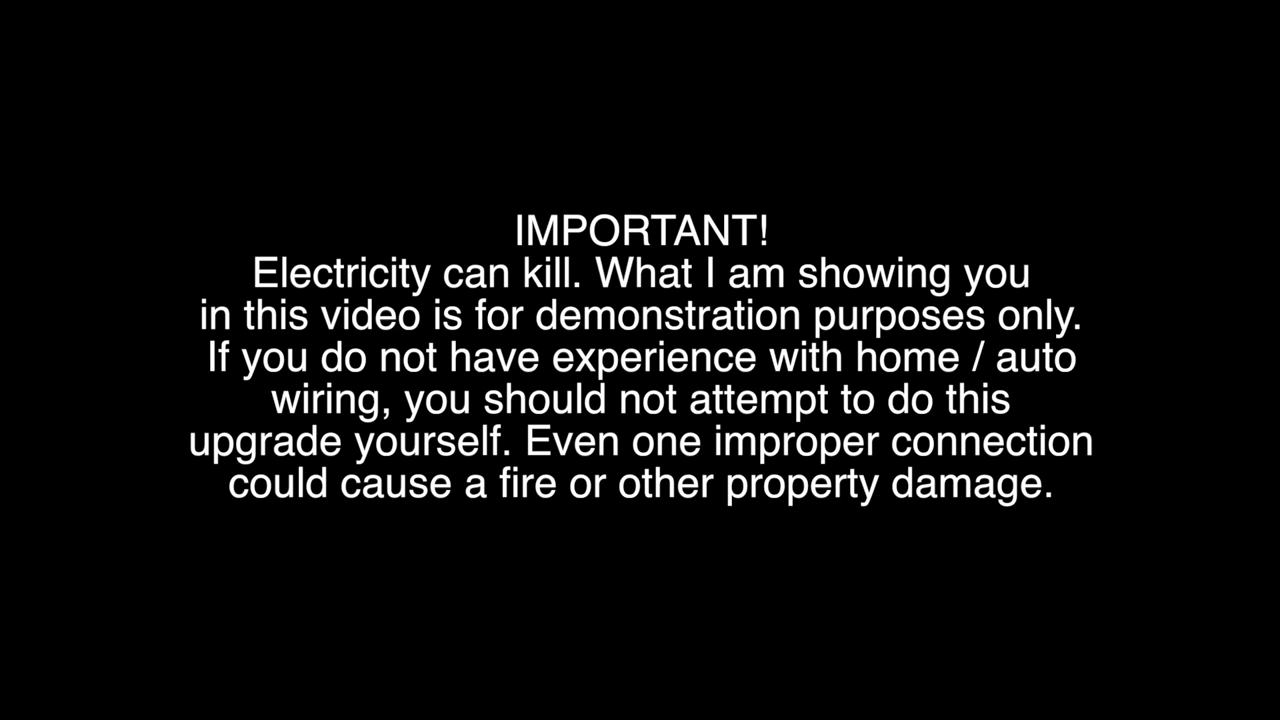 IMPORTANT!
Electricity can kill. What I am showing you
in this video is for demonstration purposes only.
If you do not have experience with home / auto
wiring, you should not attempt to do this
upgrade yourself. Even one improper connection
could cause a fire or other property damage.